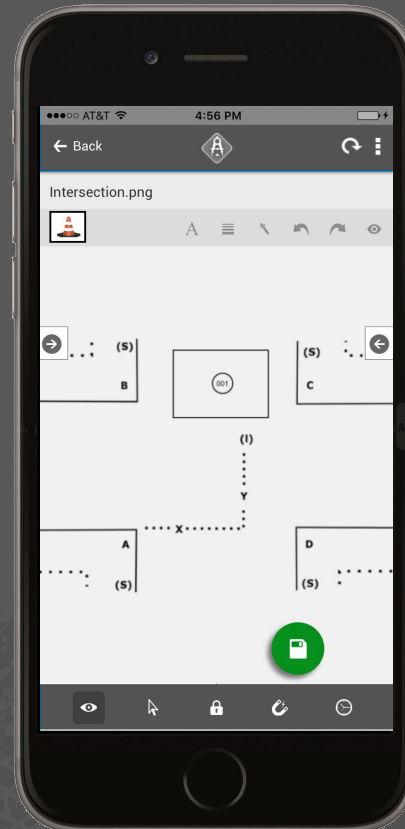 ●●●○○ AT&T 4:56 PM
Back
Intersection.png
A
(S) (S)
B 001 C
(I)
Y
X
A D
(S) (S)